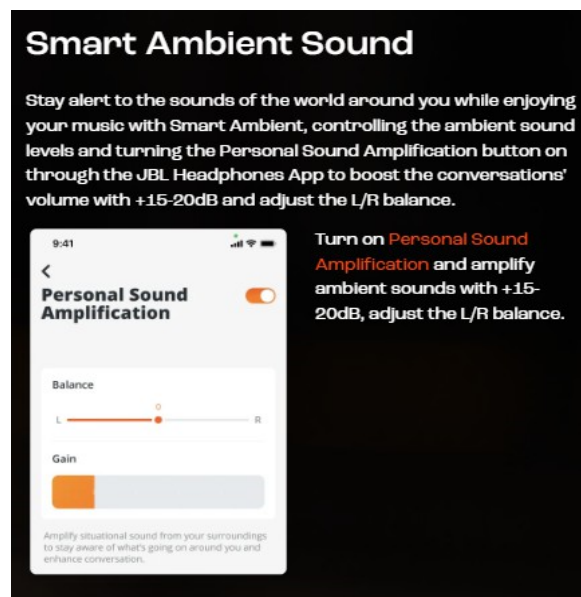 Smart Ambient Sound
Stay alert to the sounds of the world around you while enjoying
your music with Smart Ambient, controlling the ambient sound
levels and turning the Personal Sound Amplification button on
through the JBL Headphones App to boost the conversations'
volume with +15-20dB and adjust the L/R balance.
9:41
Personal Sound
Amplification
Balance
0
L R
Gain
Amplify situational sound from your surroundings
to stay aware of what's going on around you and
enhance conversation.
Turn on Personal Sound
Amplification and amplify
ambient sounds with +15-
20dB, adjust the L/R balance.